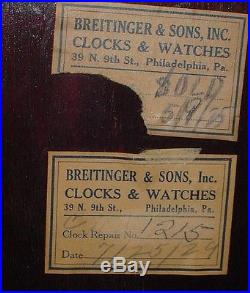 BREITINGER & SONS, INC.
CLOCKS & WATCHES
39 N. 9th St., Philadelphia, Pa.
SOLD
BREITINGER & SONS, Inc.
CLOCKS & WATCHES
39 N. 9th St., Philadelphia, Pa.
Clock Repair No. 1215
Date